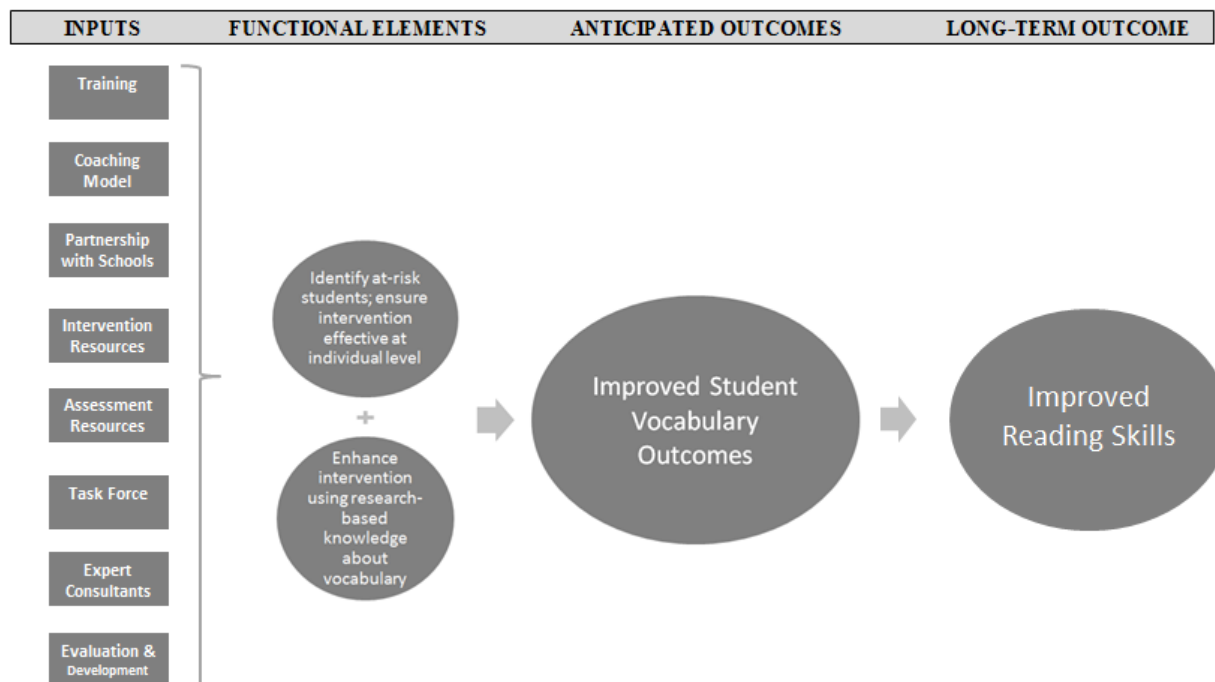 INPUTS FUNCTIONAL ELEMENTS ANTICIPATED OUTCOMES LONG-TERM OUTCOME
Training
Coaching
Model
Partnership
with Schools
Intervention
Resources
Assessment
Resources
Task Force
Expert
Consultants
Evaluation &
Development
Identify at-risk
students; ensure
intervention
effective at
individual level
+
Enhance
intervention
using research-
based
knowledge
about
vocabulary
Improved Student
Vocabulary
Outcomes
Improved
Reading Skills